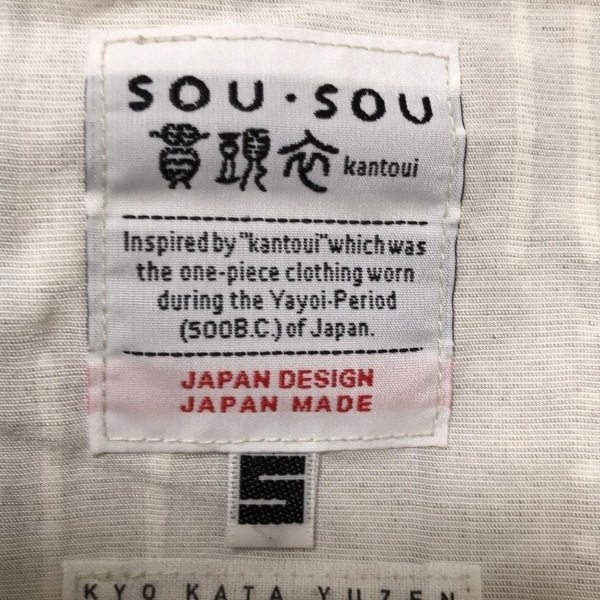 SOU・SOU
貫頭衣 kantoui
Inspired by "kantoui" which was
the one-piece clothing worn
during the Yayoi-Period
(500B.C.) of Japan.
JAPAN DESIGN
JAPAN MADE
S
KYO KATA YUZEN